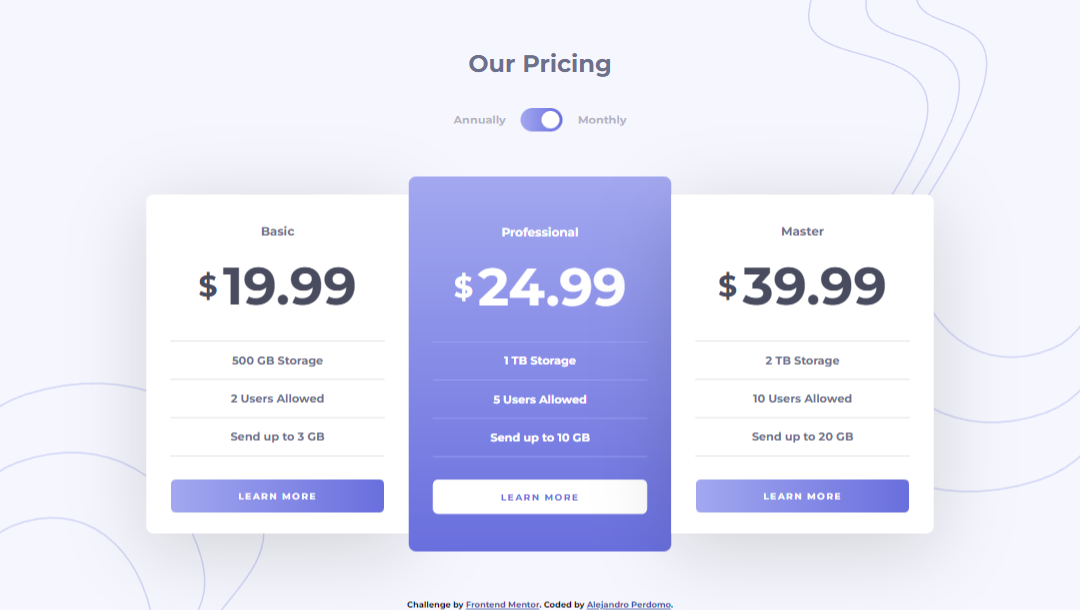 Our Pricing
Annually Monthly
Basic
$19.99
500 GB Storage
2 Users Allowed
Send up to 3 GB
LEARN MORE
Professional
$24.99
1 TB Storage
5 Users Allowed
Send up to 10 GB
LEARN MORE
Master
$39.99
2 TB Storage
10 Users Allowed
Send up to 20 GB
LEARN MORE
Challenge by Frontend Mentor. Coded by Alejandro Perdomo.